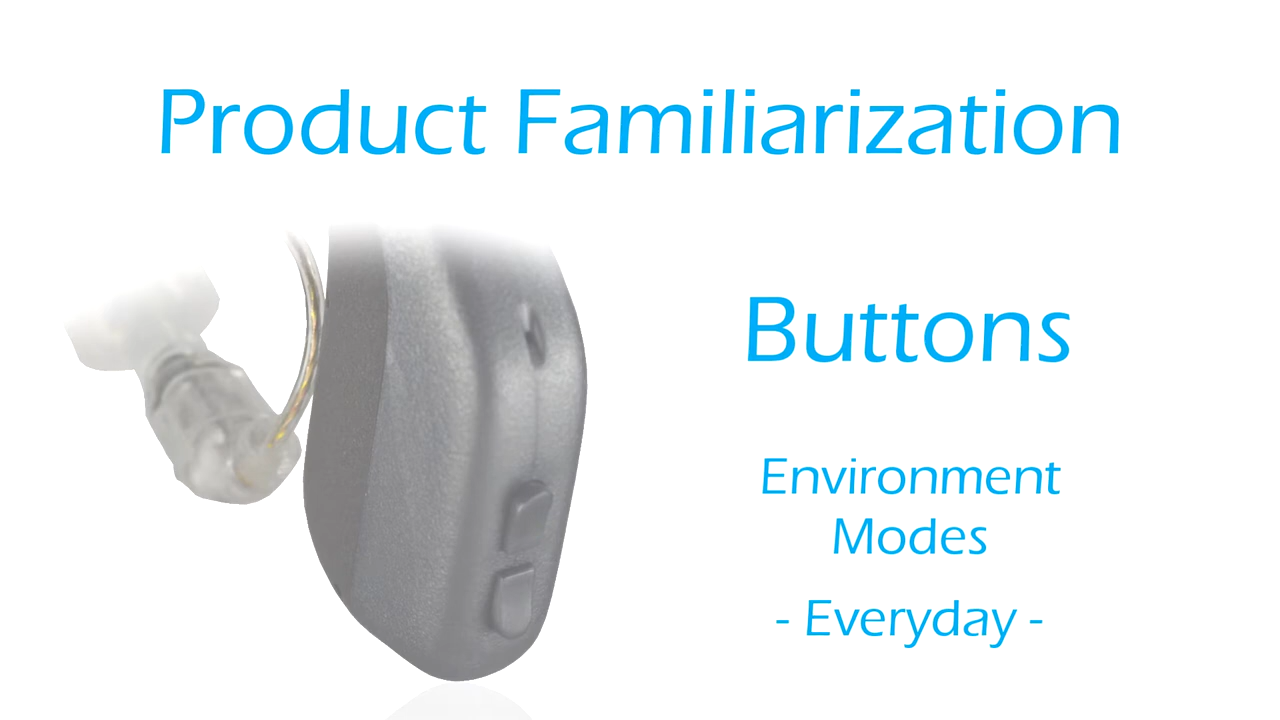 Product Familiarization
Buttons
Environment
Modes
- Everyday -